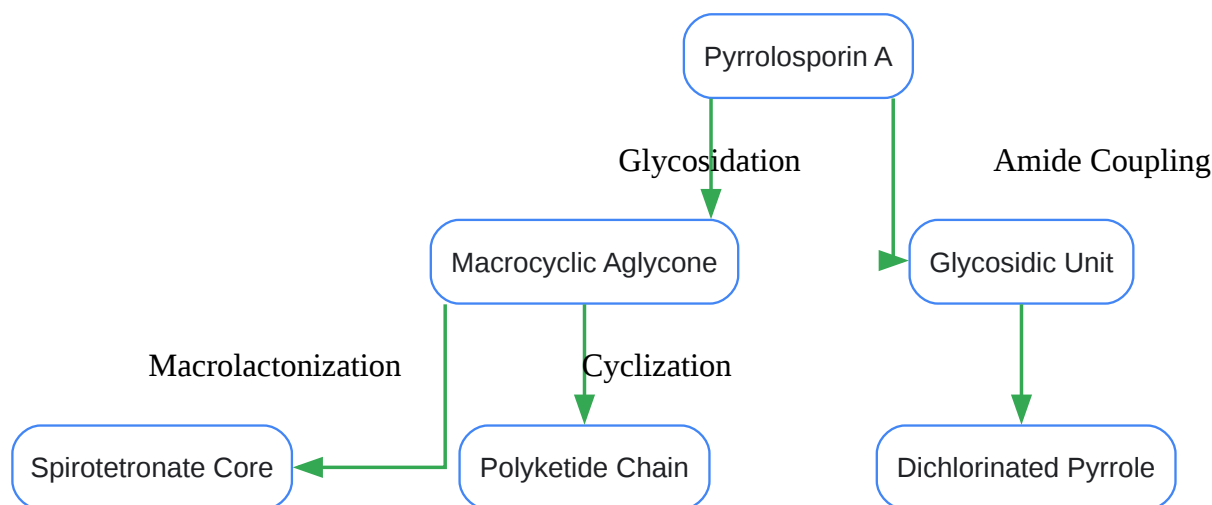 Pyrrolosporin A
Glycosidation
Amide Coupling
Macrocyclic Aglycone
Glycosidic Unit
Macrolactonization
Cyclization
Spirotetronate Core
Polyketide Chain
Dichlorinated Pyrrole